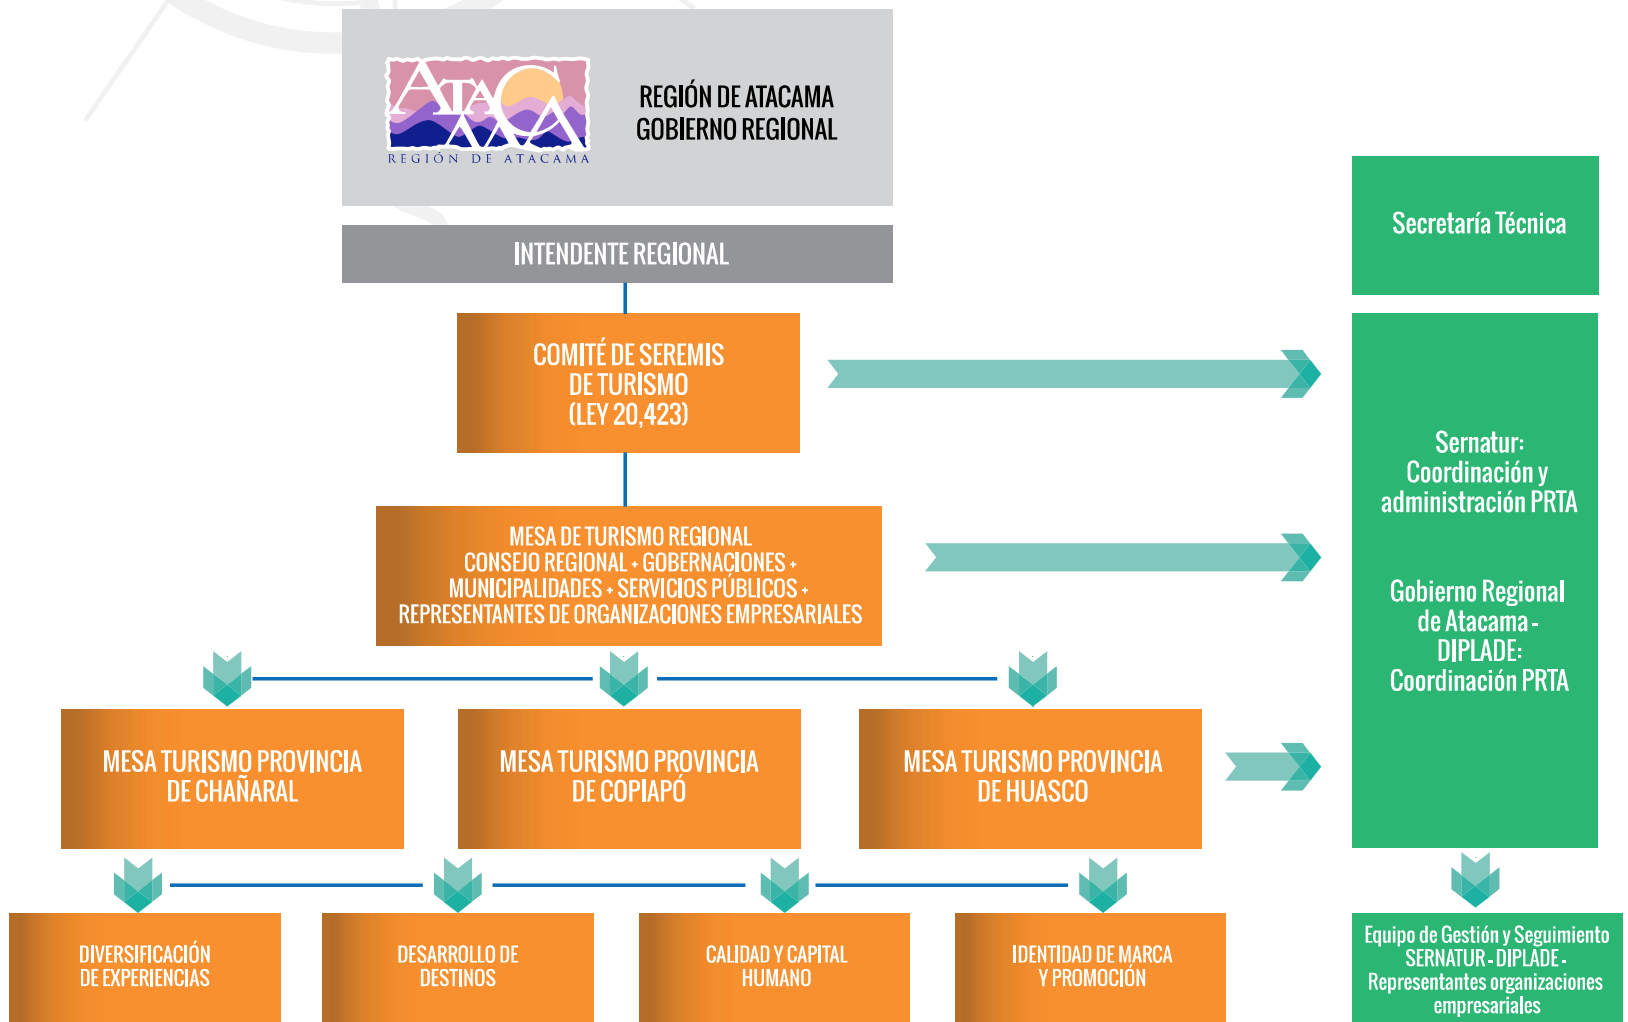 ATACAMA
REGIÓN DE ATACAMA
REGIÓN DE ATACAMA
GOBIERNO REGIONAL
INTENDENTE REGIONAL
COMITÉ DE SEREMIS
DE TURISMO
(LEY 20,423)
MESA DE TURISMO REGIONAL
CONSEJO REGIONAL + GOBERNACIONES +
MUNICIPALIDADES + SERVICIOS PÚBLICOS +
REPRESENTANTES DE ORGANIZACIONES EMPRESARIALES
MESA TURISMO PROVINCIA
DE CHAÑARAL
MESA TURISMO PROVINCIA
DE COPIAPÓ
MESA TURISMO PROVINCIA
DE HUASCO
DIVERSIFICACIÓN
DE EXPERIENCIAS
DESARROLLO DE
DESTINOS
CALIDAD Y CAPITAL
HUMANO
IDENTIDAD DE MARCA
Y PROMOCIÓN
Secretaría Técnica
Sernatur:
Coordinación y
administración PRTA
Gobierno Regional
de Atacama -
DIPLADE:
Coordinación PRTA
Equipo de Gestión y Seguimiento
SERNATUR - DIPLADE -
Representantes organizaciones
empresariales